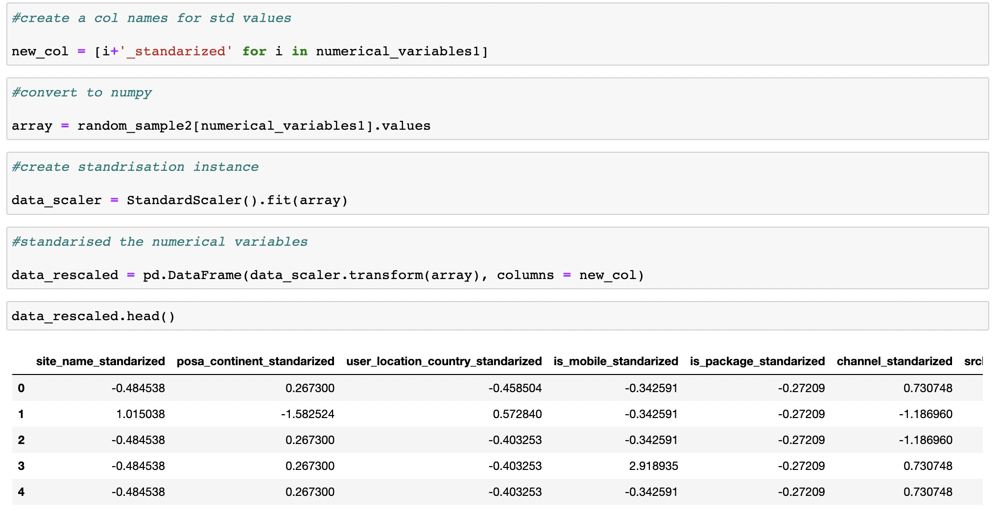 #create a col names for std values
new_col = [i+'_standarized' for i in numerical_variables1]
#convert to numpy
array = random_sample2[numerical_variables1].values
#create standrisation instance
data_scaler = StandardScaler().fit(array)
#standarised the numerical variables
data_rescaled = pd.DataFrame(data_scaler.transform(array), columns = new_col)
data_rescaled.head()
site_name_standarized posa_continent_standarized user_location_country_standarized is_mobile_standarized is_package_standarized channel_standarized
0 -0.484538 0.267300 -0.458504 -0.342591 -0.27209 0.730748
1 1.015038 -1.582524 0.572840 -0.342591 -0.27209 -1.186960
2 -0.484538 0.267300 -0.403253 -0.342591 -0.27209 -1.186960
3 -0.484538 0.267300 -0.403253 2.918935 -0.27209 0.730748
4 -0.484538 0.267300 -0.403253 -0.342591 -0.27209 0.730748